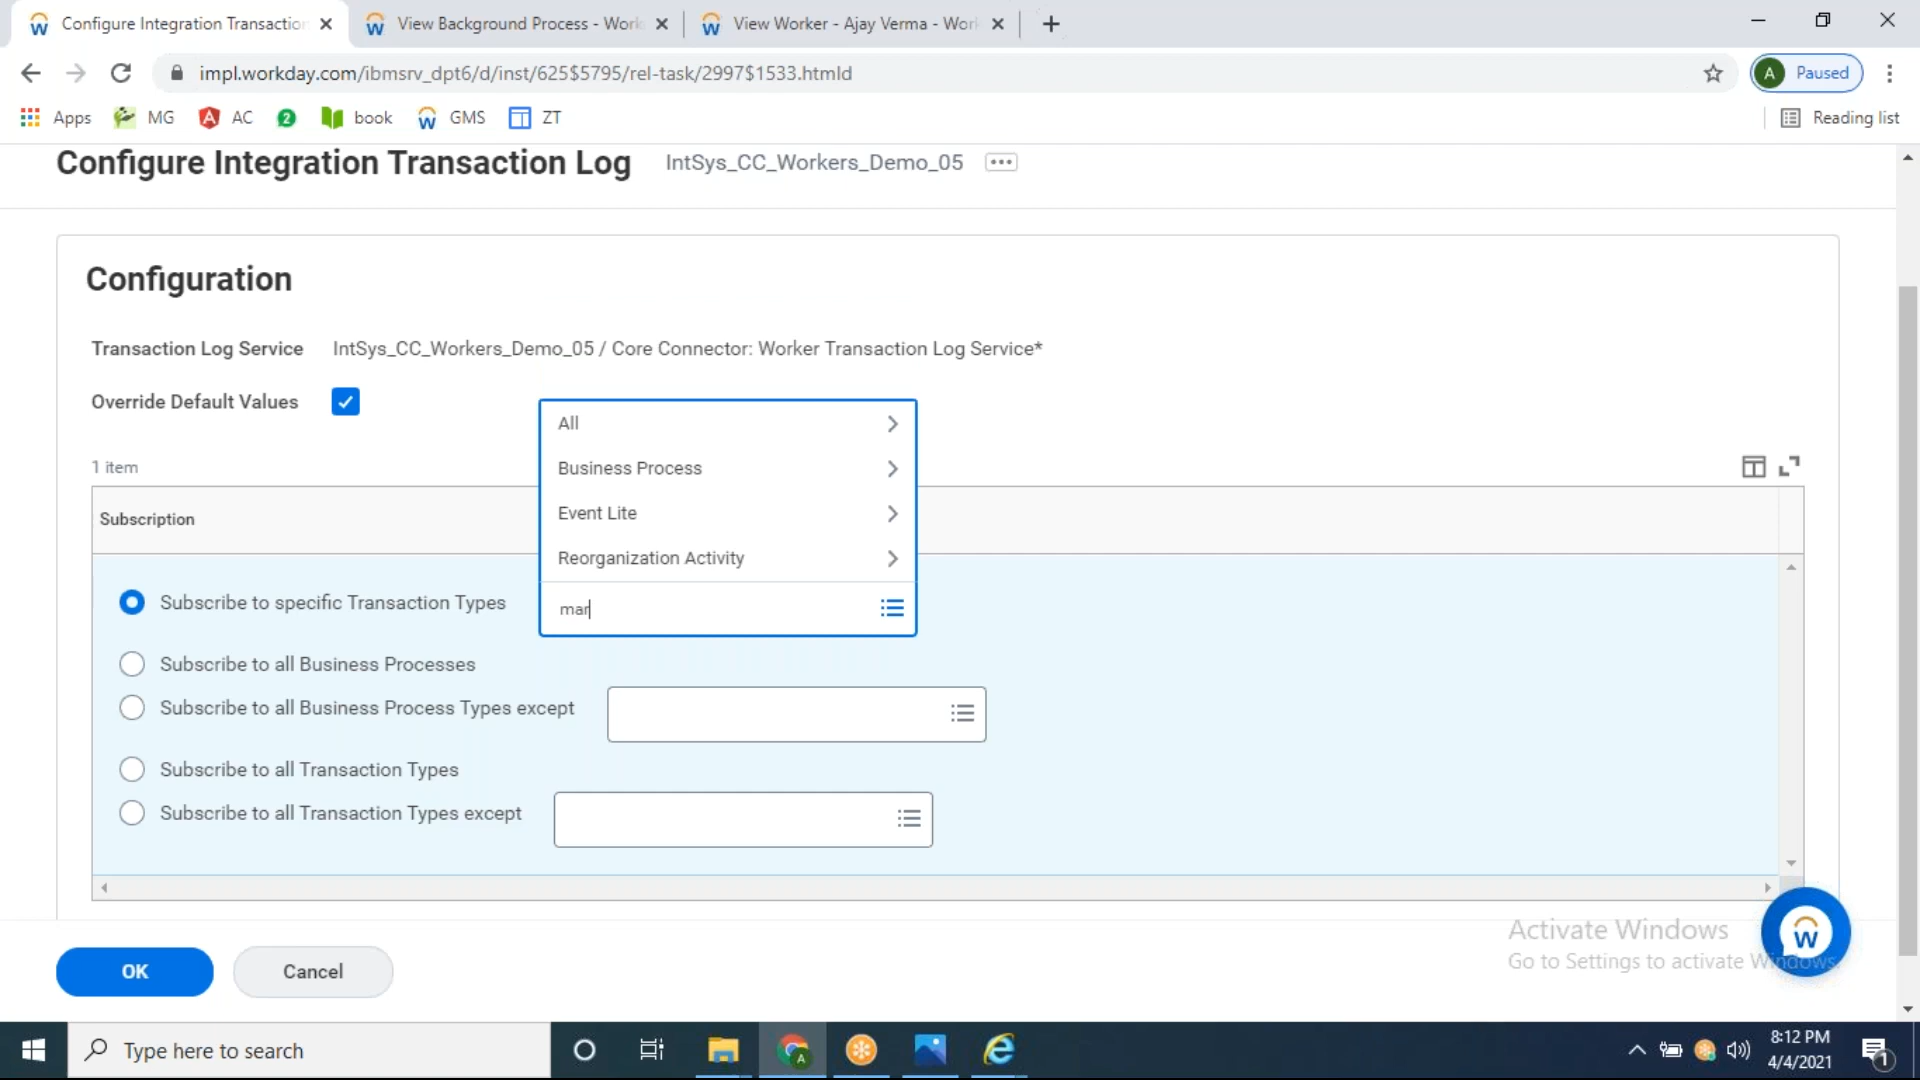 Configure Integration Transaction
View Background Process - Work
View Worker - Ajay Verma - Work
impl.workday.com/ibmsrv_dpt6/d/inst/625$5795/rel-task/2997$1533.htmld
A Paused
Apps MG AC 2 book GMS ZT
Reading list
Configure Integration Transaction Log IntSys_CC_Workers_Demo_05
Configuration
Transaction Log Service IntSys_CC_Workers_Demo_05 / Core Connector: Worker Transaction Log Service*
Override Default Values
All
Business Process
Event Lite
Reorganization Activity
mar
1 item
Subscription
Subscribe to specific Transaction Types
Subscribe to all Business Processes
Subscribe to all Business Process Types except
Subscribe to all Transaction Types
Subscribe to all Transaction Types except
OK
Cancel
Activate Windows
Go to Settings to activate Windows.
Type here to search
8:12 PM
4/4/2021
1